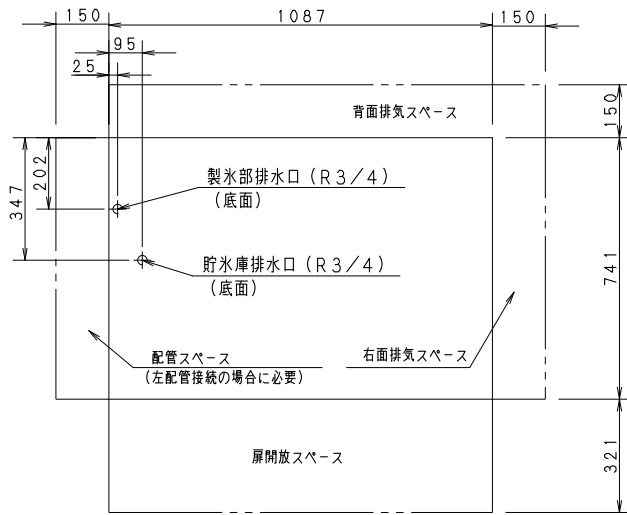 150
1087
150
95
25
背面排気スペース
150
202
347
製氷部排水口（R3/4）
（底面）
貯氷庫排水口（R3/4）
（底面）
741
配管スペース
（左配管接続の場合に必要）
右面排気スペース
扉開放スペース
321